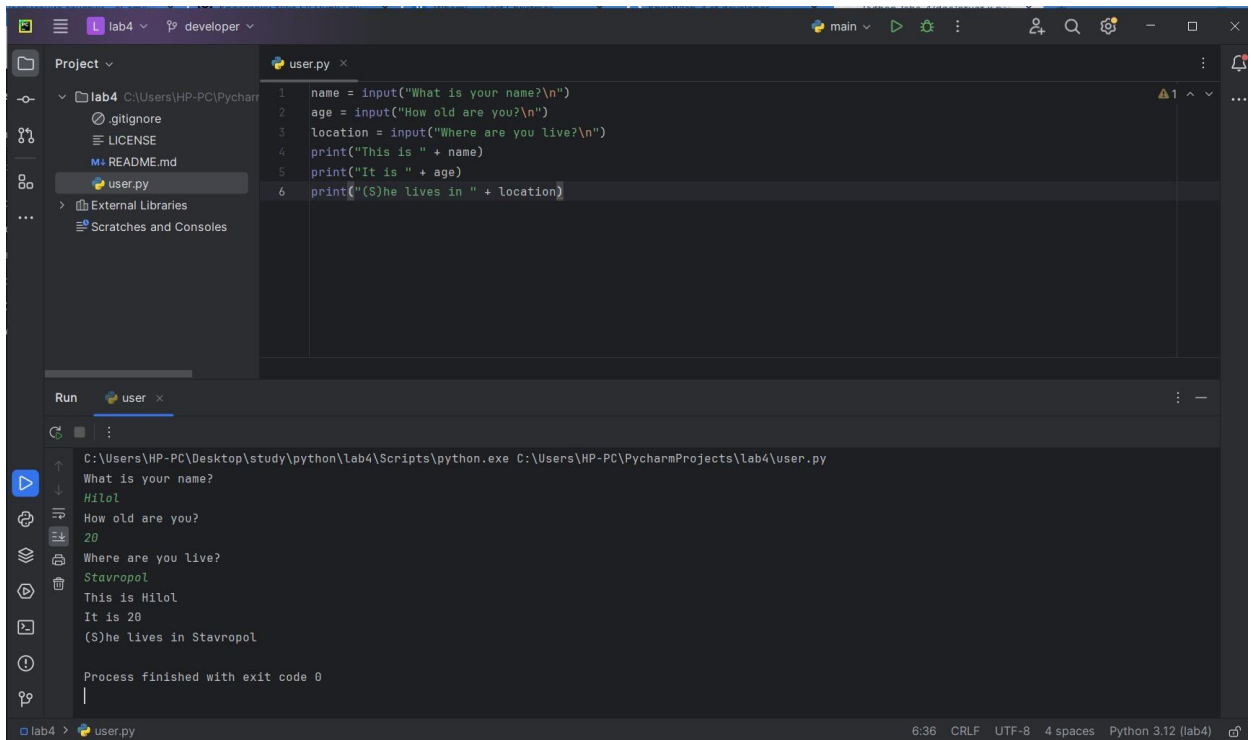 L lab4 developer main
Project
user.py
lab4 C:\Users\HP-PC\Pycharm
.gitignore
LICENSE
M↓ README.md
user.py
External Libraries
Scratches and Consoles
1 name = input("What is your name?\n")
2 age = input("How old are you?\n")
3 location = input("Where are you live?\n")
4 print("This is " + name)
5 print("It is " + age)
6 print("(S)he lives in " + location)
1
Run user
C:\Users\HP-PC\Desktop\study\python\lab4\Scripts\python.exe C:\Users\HP-PC\PycharmProjects\lab4\user.py
What is your name?
Hilol
How old are you?
20
Where are you live?
Stavropol
This is Hilol
It is 20
(S)he lives in Stavropol
Process finished with exit code 0
lab4 > user.py 6:36 CRLF UTF-8 4 spaces Python 3.12 (lab4)